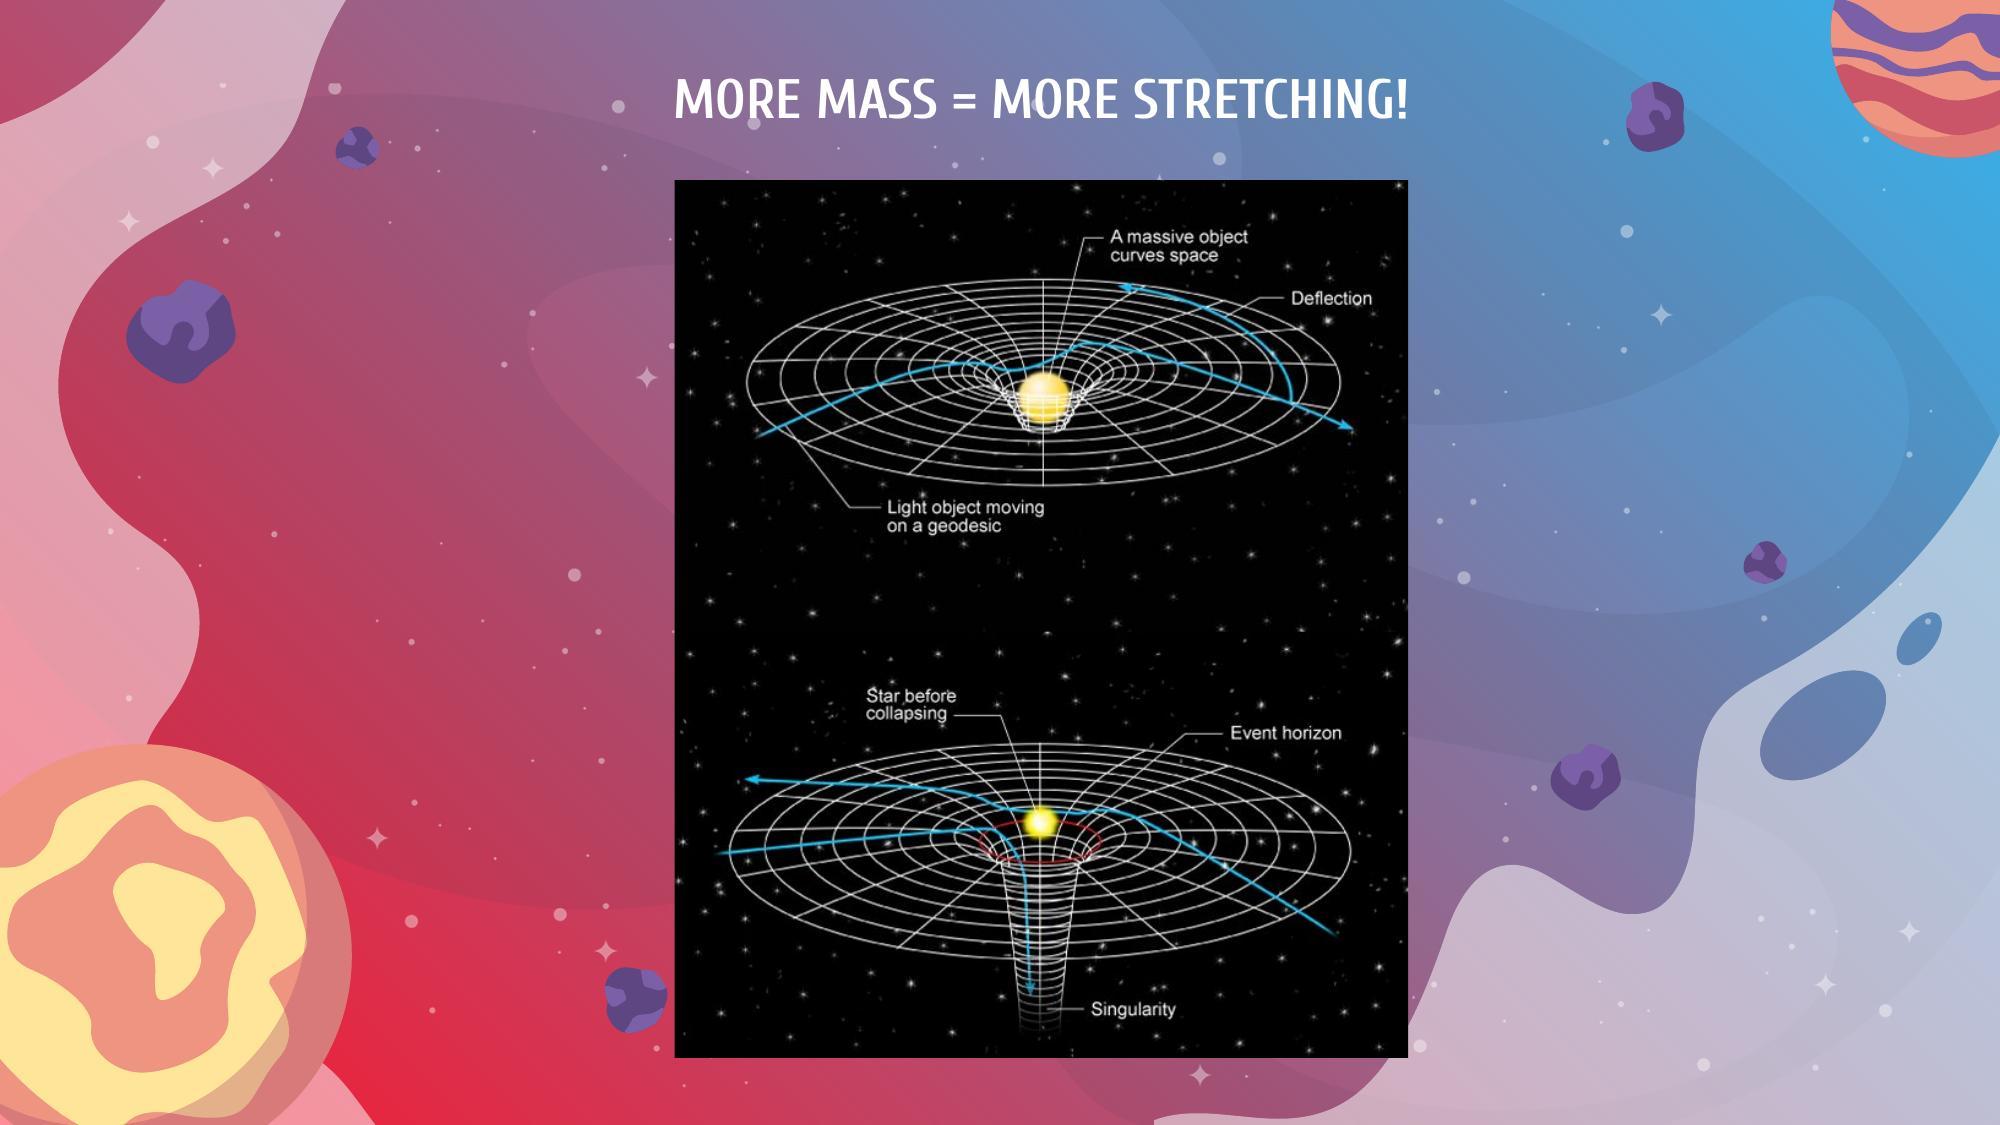 MORE MASS = MORE STRETCHING!
A massive object
curves space
Deflection
Light object moving
on a geodesic
Star before
collapsing
Event horizon
Singularity